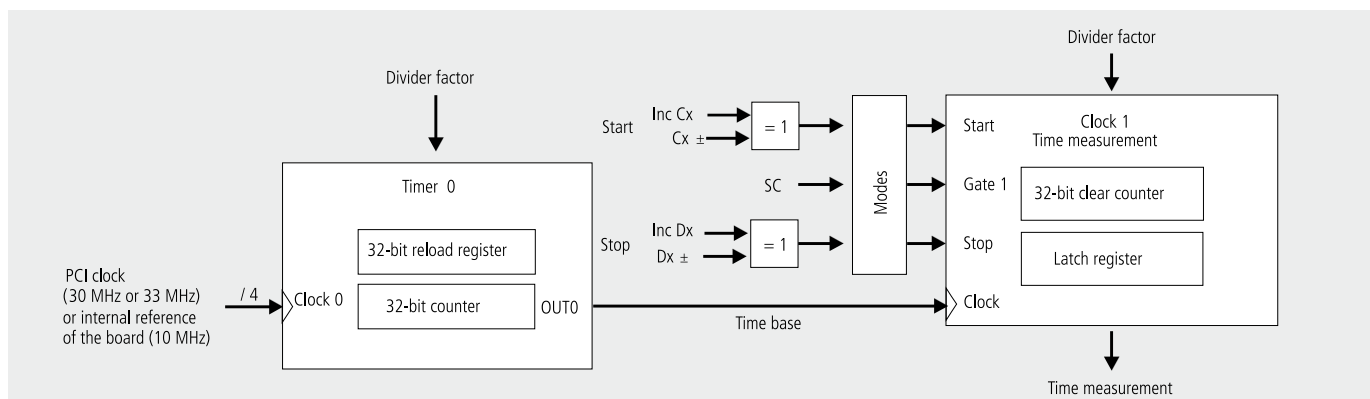 Divider factor
Timer 0
32-bit reload register
32-bit counter
PCI clock
(30 MHz or 33 MHz)
or internal reference
of the board (10 MHz)
/ 4
Clock 0
OUT0
Time base
Start
Inc Cx
Cx ±
= 1
SC
Stop
Inc Dx
Dx ±
= 1
Modes
Divider factor
Clock 1
Time measurement
Start
Gate 1
Stop
Clock
32-bit clear counter
Latch register
Time measurement